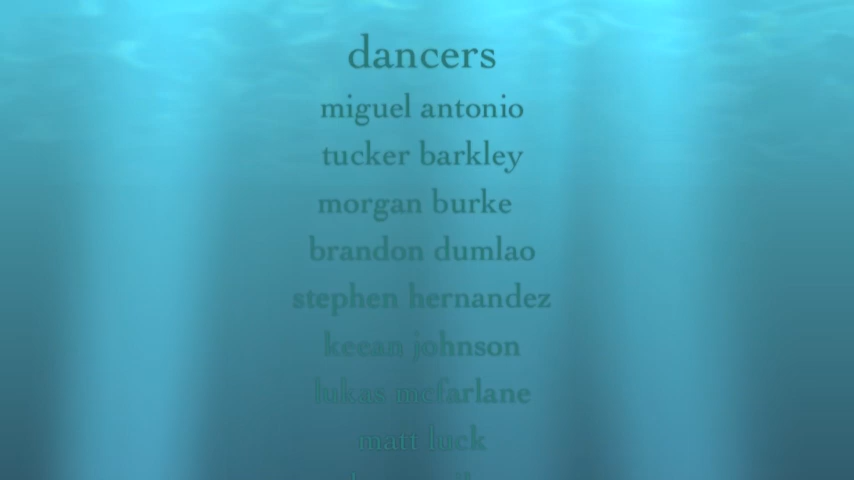 dancers
miguel antonio
tucker barkley
morgan burke
brandon dumlao
stephen hernandez
keean johnson
lukas mcfarlane
matt luck